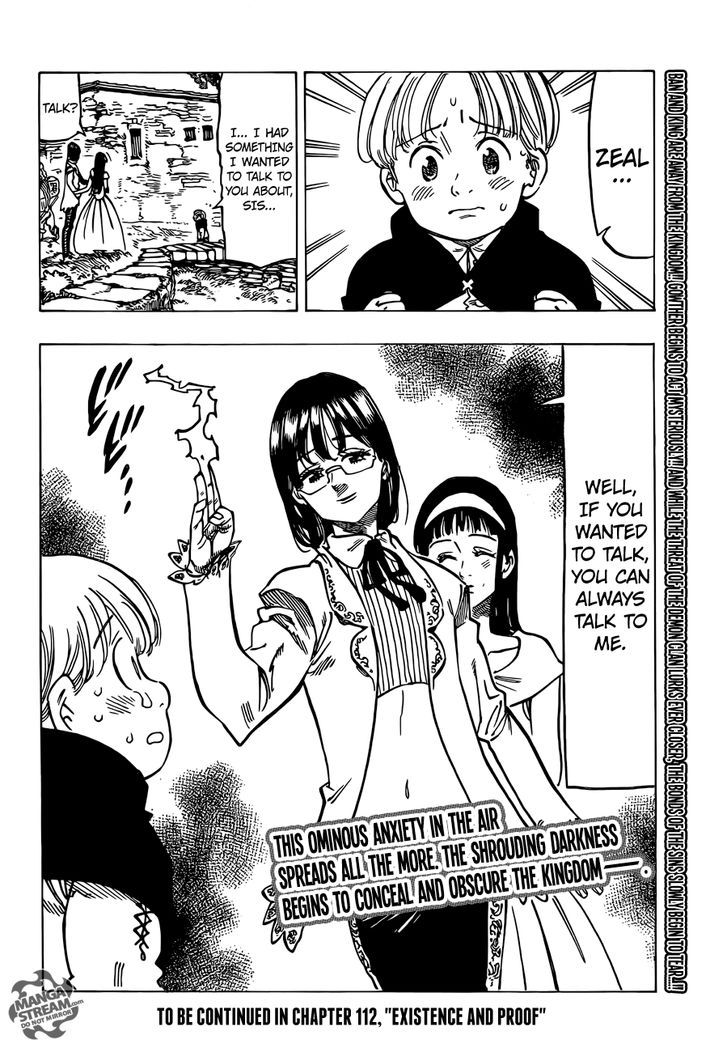 BAN AND KING ARE AWAY FROM THE KINGDOM!! GUNTHER BEGINS TO ACT MYSTERIOUSLY!! AND WHILE THE THREAT OF THE DEMON CLAN LURKS EVER CLOSER, THE BONDS OF THE SINS SLOWLY BEGIN TO TEAR...!?
ZEAL
...
I... I HAD
SOMETHING
I WANTED
TO TALK TO
YOU ABOUT,
SIS...
TALK?
WELL,
IF YOU
WANTED
TO TALK,
YOU CAN
ALWAYS
TALK TO
ME.
THIS OMINOUS ANXIETY IN THE AIR
SPREADS ALL THE MORE. THE SHROUDING DARKNESS
BEGINS TO CONCEAL AND OBSCURE THE KINGDOM——.
MANGA
STREAM.COM
DO NOT MIRROR
TO BE CONTINUED IN CHAPTER 112, "EXISTENCE AND PROOF"